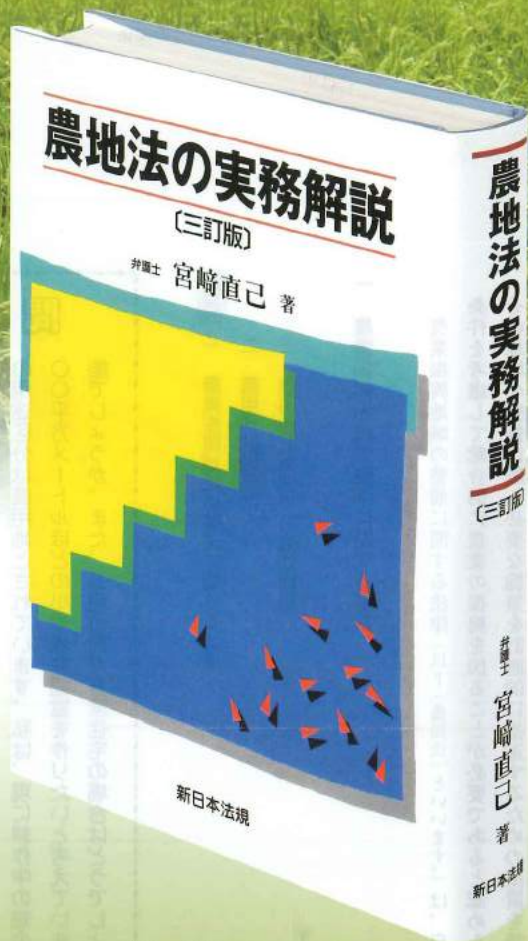 農地法の実務解説
〔三訂版〕
弁護士 宮﨑直己 著
新日本法規
農地法の実務解説
〔三訂版〕
弁護士 宮﨑直己 著
新日本法規